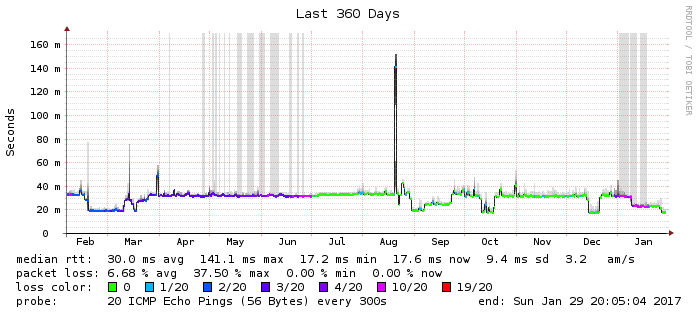 Last 360 Days
RRDTOOL / TOBI OETIKER
Seconds
160 m
140 m
120 m
100 m
80 m
60 m
40 m
20 m
0
Feb Mar Apr May Jun Jul Aug Sep Oct Nov Dec Jan
median rtt: 30.0 ms avg 141.1 ms max 17.2 ms min 17.6 ms now 9.4 ms sd 3.2 am/s
packet loss: 6.68 % avg 37.50 % max 0.00 % min 0.00 % now
loss color: 0 1/20 2/20 3/20 4/20 10/20 19/20
probe: 20 ICMP Echo Pings (56 Bytes) every 300s end: Sun Jan 29 20:05:04 2017